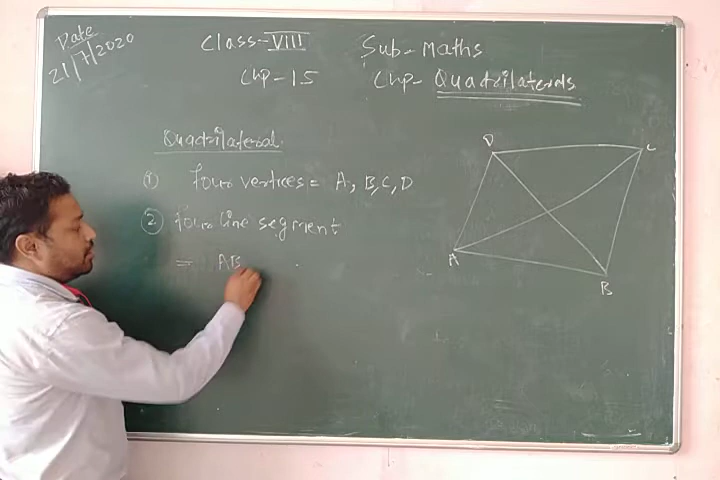 Date
21/7/2020
Class-VIII Sub-Maths
Chp-15 Chp-Quadrilaterals
Quadrilateral.
① four vertices = A, B, C, D
② four line segment
= AB
D
C
A
B